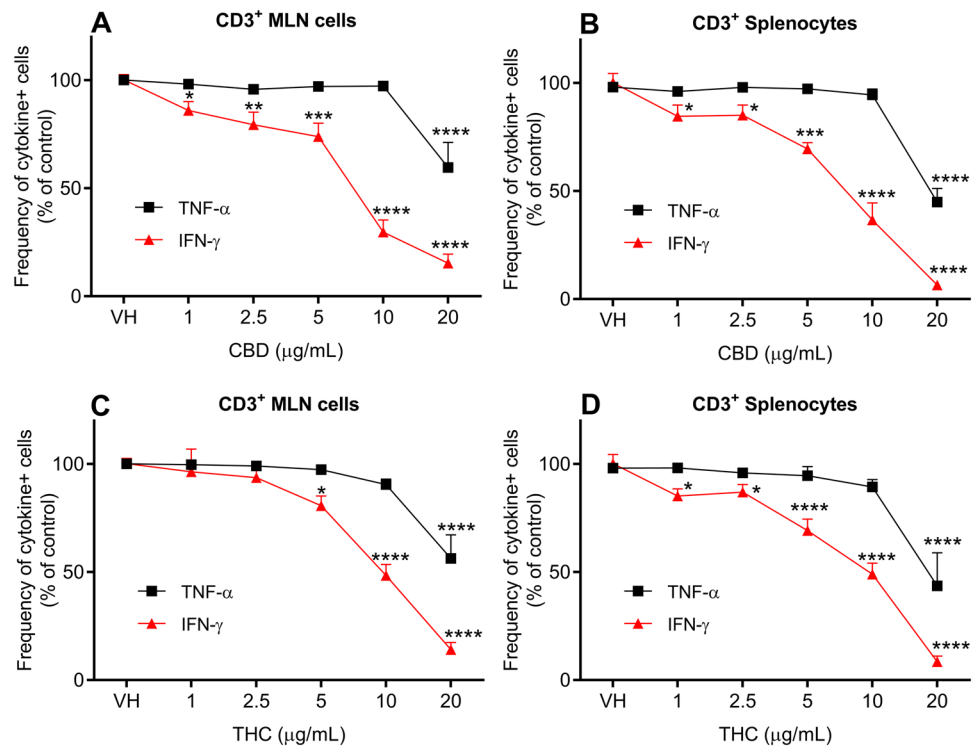 A
CD3⁺ MLN cells
Frequency of cytokine+ cells
(% of control)
100
50
0
*
**
***
****
****
****
TNF-α
IFN-γ
VH 1 2.5 5 10 20
CBD (μg/mL)
B
CD3⁺ Splenocytes
Frequency of cytokine+ cells
(% of control)
100
50
0
*
*
***
****
****
****
TNF-α
IFN-γ
VH 1 2.5 5 10 20
CBD (μg/mL)
C
CD3⁺ MLN cells
Frequency of cytokine+ cells
(% of control)
100
50
0
*
****
****
****
TNF-α
IFN-γ
VH 1 2.5 5 10 20
THC (μg/mL)
D
CD3⁺ Splenocytes
Frequency of cytokine+ cells
(% of control)
100
50
0
*
*
****
****
****
****
TNF-α
IFN-γ
VH 1 2.5 5 10 20
THC (μg/mL)